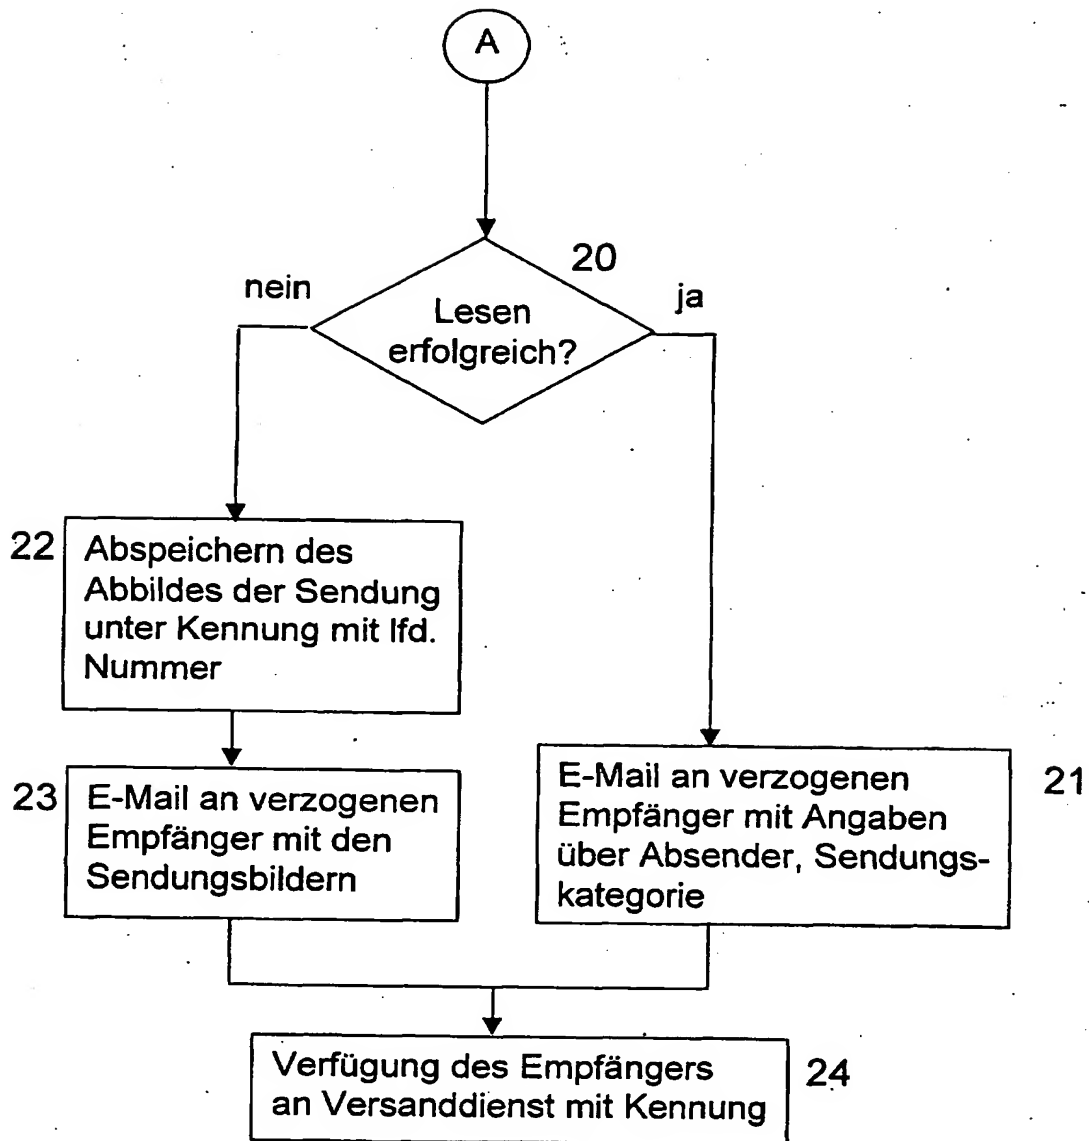 A
20
nein
ja
Lesen
erfolgreich?
22
Abspeichern des
Abbildes der Sendung
unter Kennung mit lfd.
Nummer
23
E-Mail an verzogenen
Empfänger mit den
Sendungsbildern
E-Mail an verzogenen
Empfänger mit Angaben
über Absender, Sendungs-
kategorie
21
Verfügung des Empfängers
an Versanddienst mit Kennung
24